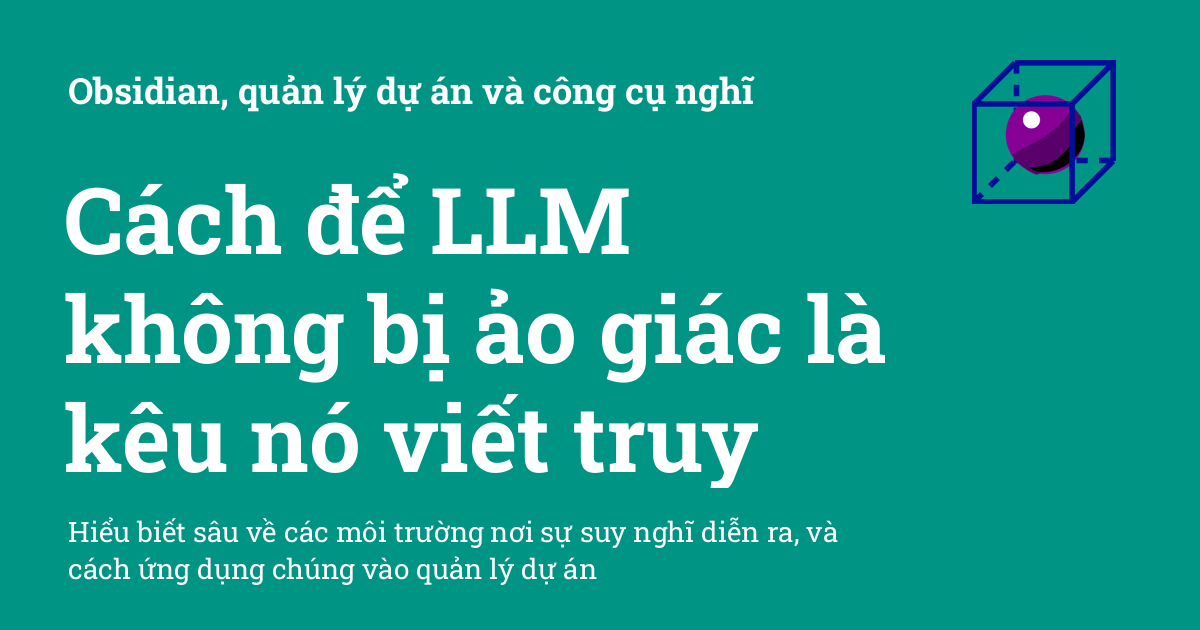 Obsidian, quản lý dự án và công cụ nghĩ
Cách để LLM
không bị ảo giác là
kêu nó viết truy
Hiểu biết sâu về các môi trường nơi sự suy nghĩ diễn ra, và
cách ứng dụng chúng vào quản lý dự án